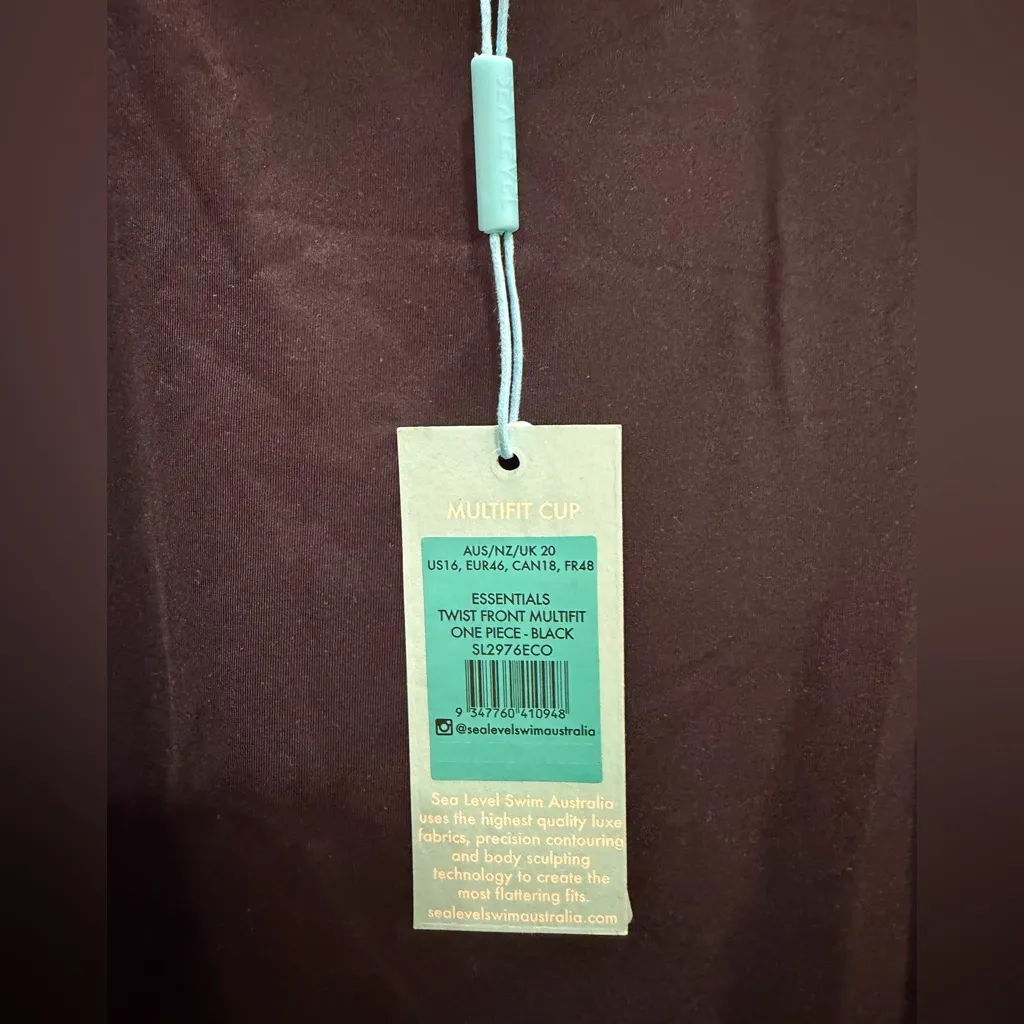 SEA LEVEL
MULTIFIT CUP
AUS/NZ/UK 20
US16, EUR46, CAN18, FR48
ESSENTIALS
TWIST FRONT MULTIFIT
ONE PIECE - BLACK
SL2976ECO
9 347760 410948
@sealevelswimaustralia
Sea Level Swim Australia
uses the highest quality luxe
fabrics, precision contouring
and body sculpting
technology to create the
most flattering fits.
sealevelswimaustralia.com